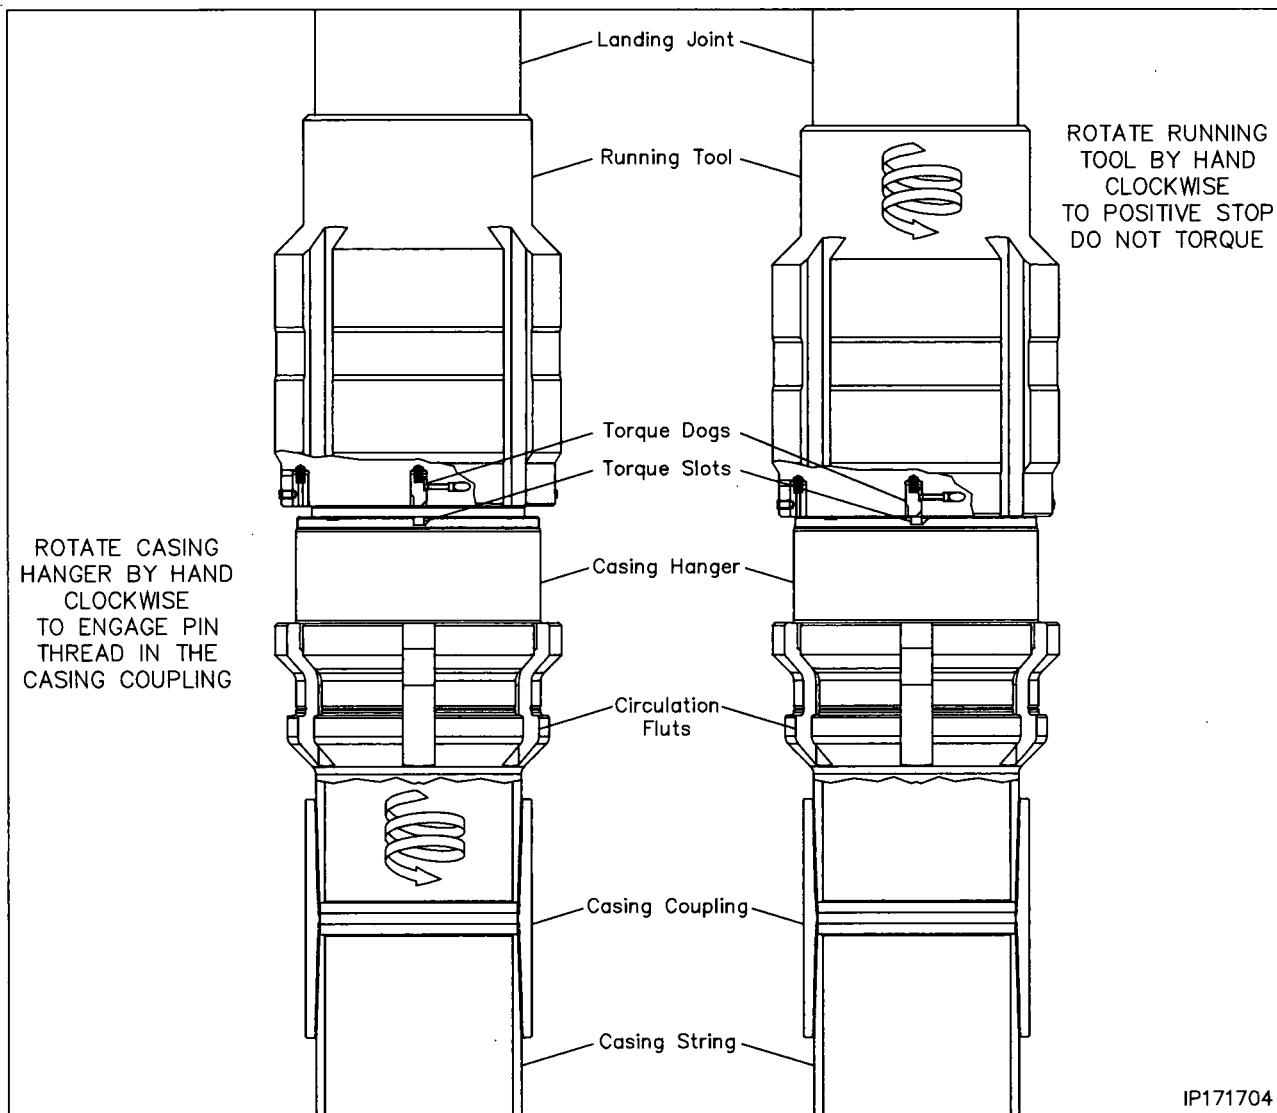 Landing Joint
Running Tool
ROTATE RUNNING
TOOL BY HAND
CLOCKWISE
TO POSITIVE STOP
DO NOT TORQUE
Torque Dogs
Torque Slots
ROTATE CASING
HANGER BY HAND
CLOCKWISE
TO ENGAGE PIN
THREAD IN THE
CASING COUPLING
Casing Hanger
Circulation
Fluts
Casing Coupling
Casing String
IP171704